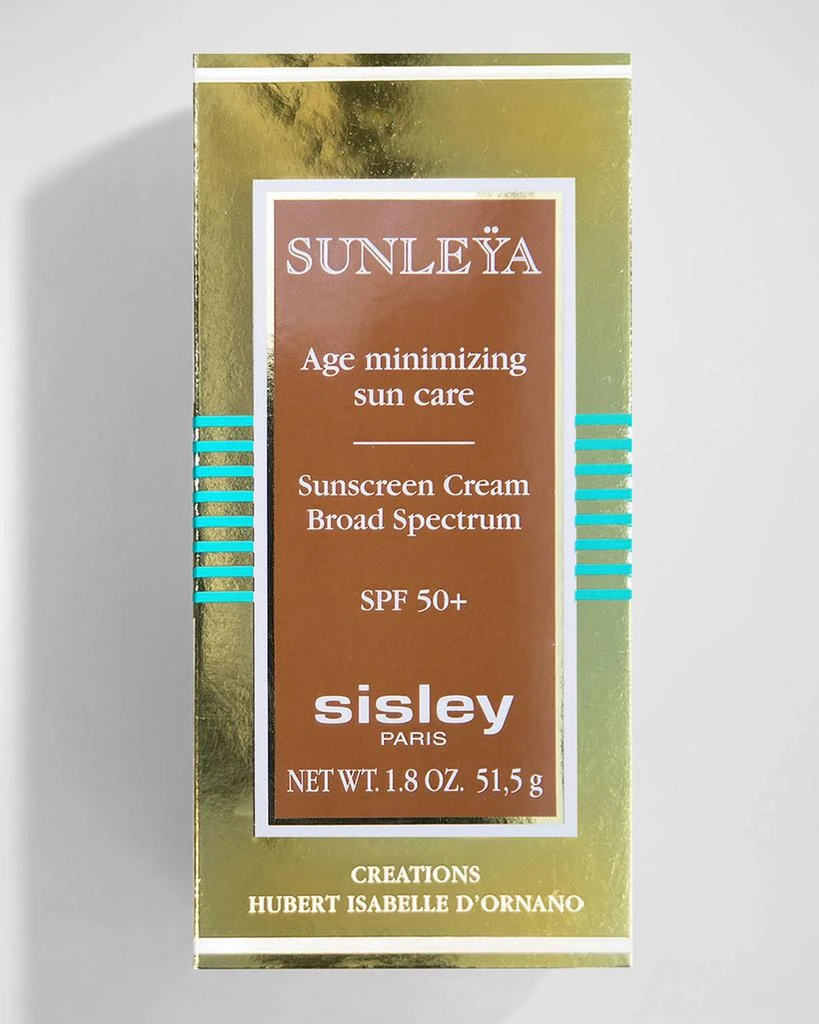 SUNLEŸA
Age minimizing
sun care
Sunscreen Cream
Broad Spectrum
SPF 50+
sisley
PARIS
NET WT. 1.8 OZ. 51,5 g
CREATIONS
HUBERT ISABELLE D'ORNANO